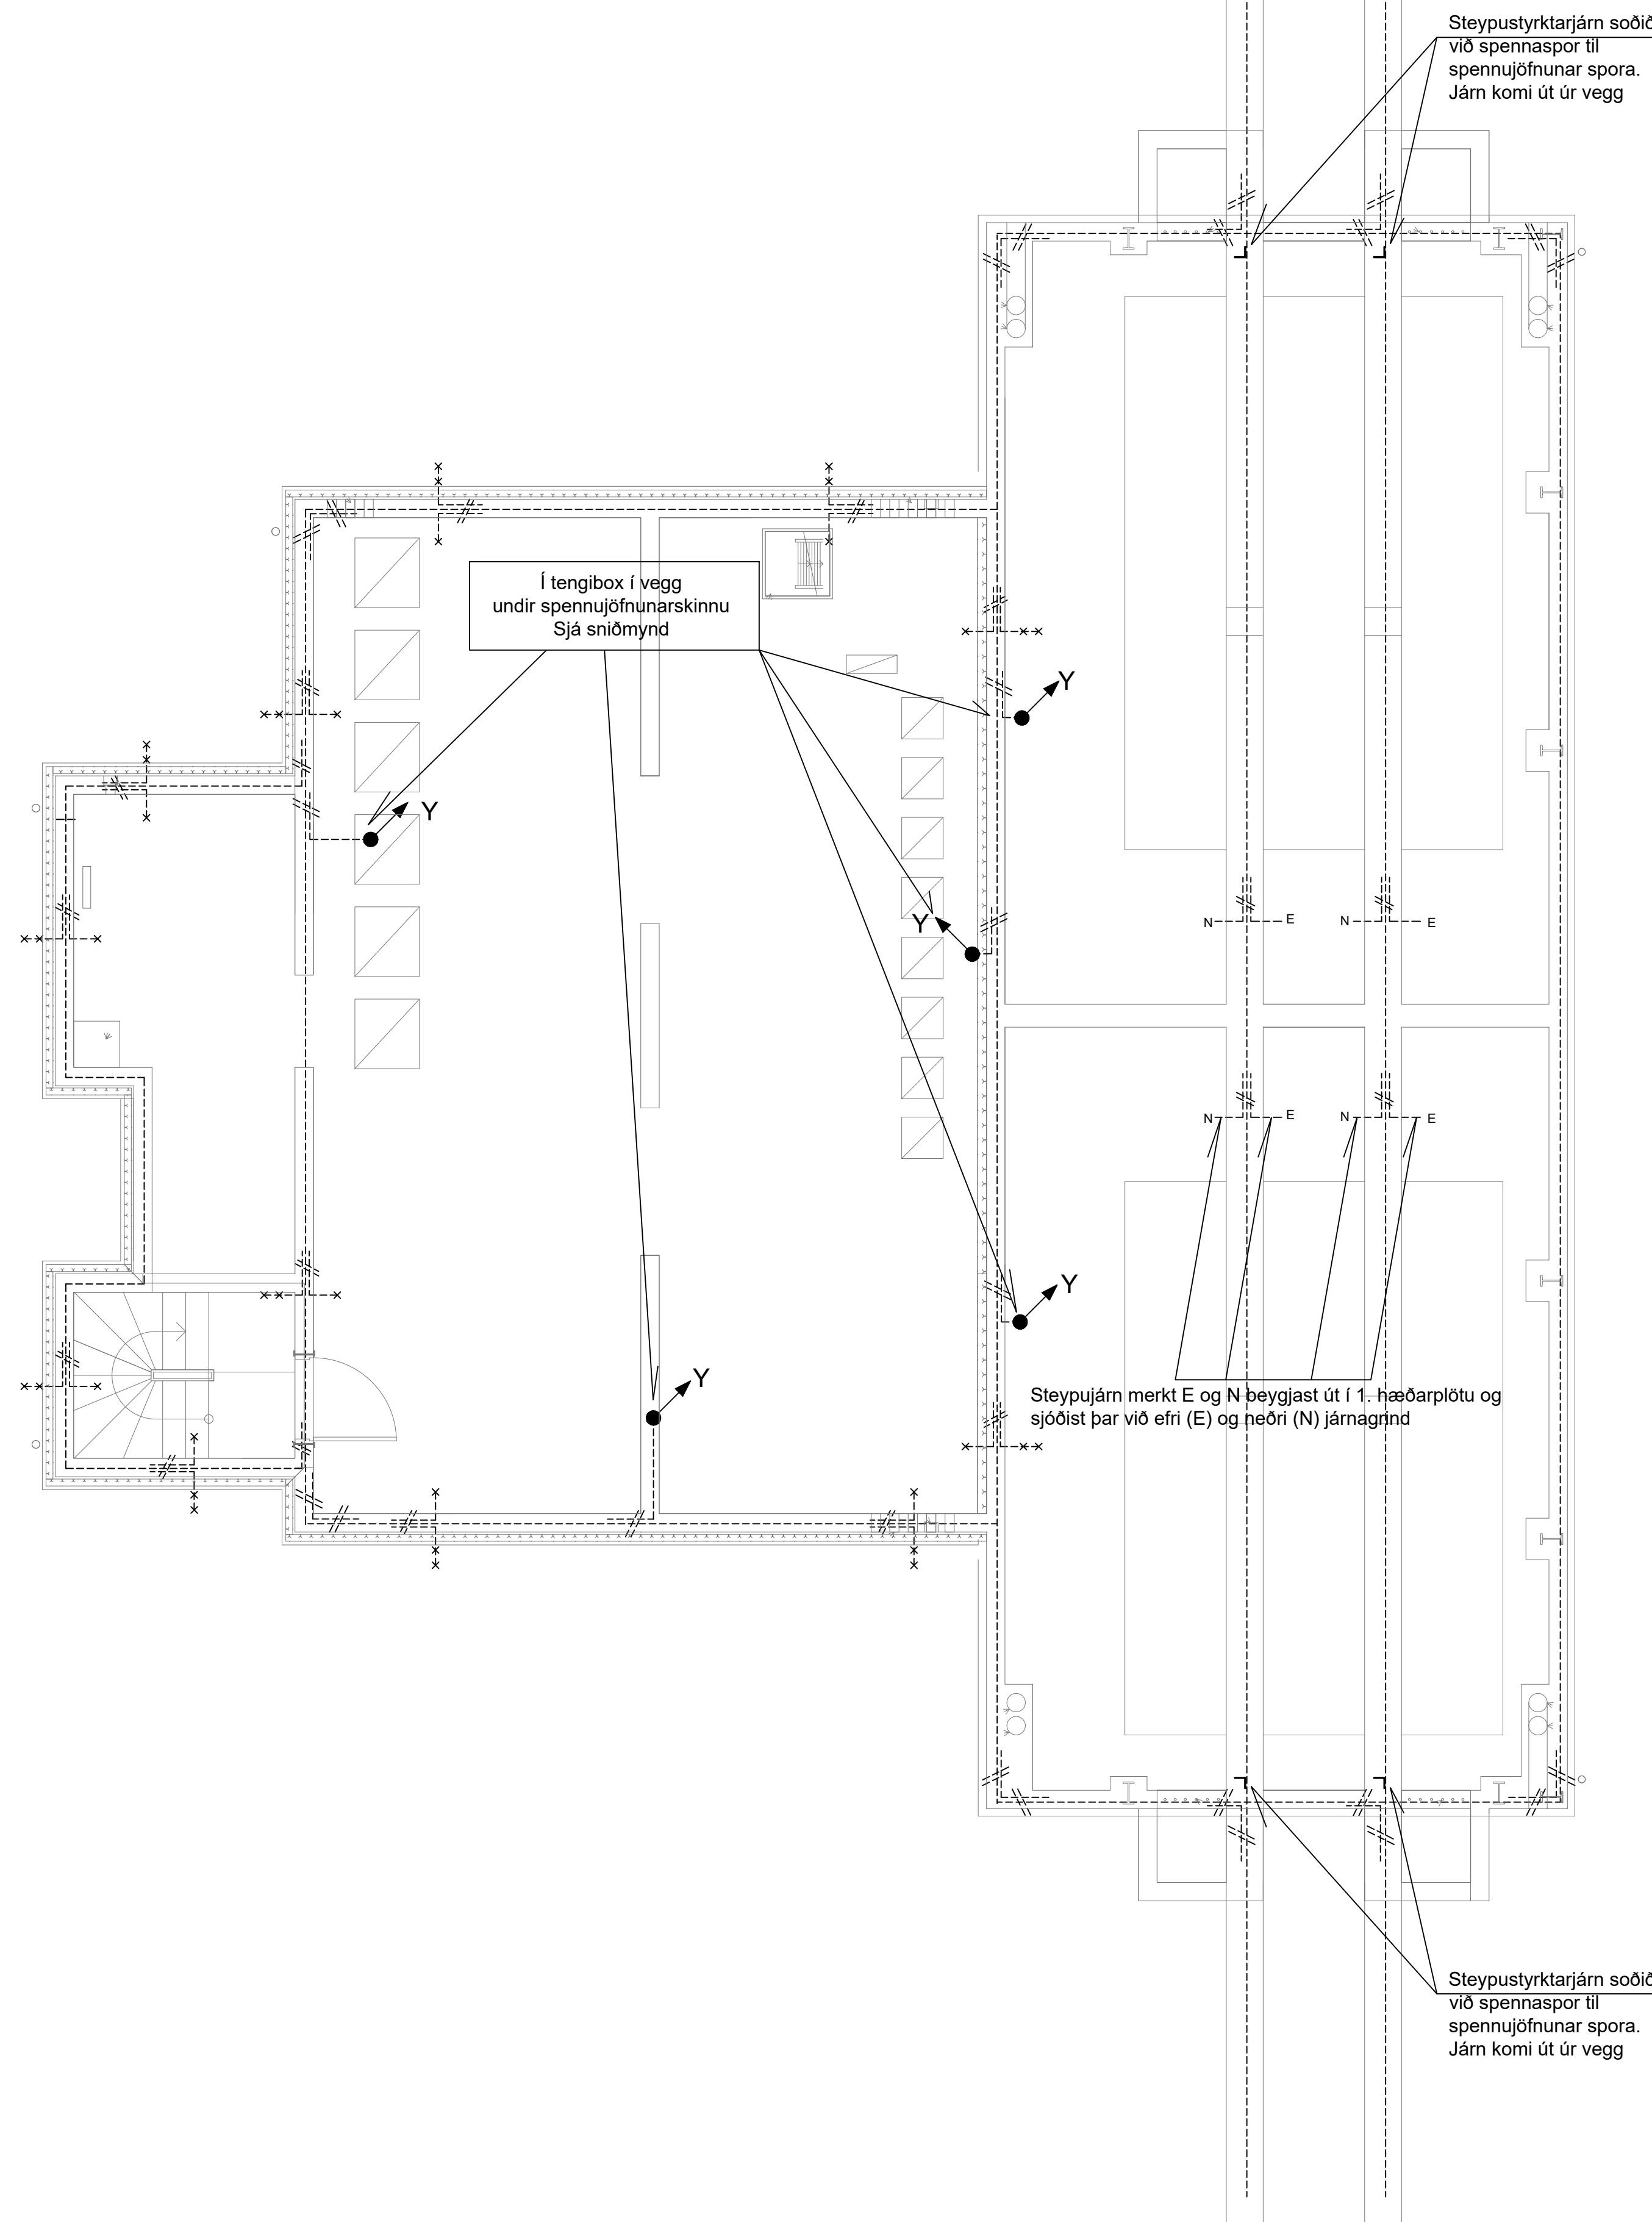 Steypustyrktarjárn soðið
við spennaspor til
spennujöfnunar spora.
Járn komi út úr vegg
Í tengibox í vegg
undir spennujöfnunarskinnu
Sjá sniðmynd
Y
Y
Y
N
E
N
E
N
E
N
E
Y
Y
Steypujárn merkt E og N beygjast út í 1. hæðarplötu og
sjóðist þar við efri (E) og neðri (N) járnagrind
Steypustyrktarjárn soðið
við spennaspor til
spennujöfnunar spora.
Járn komi út úr vegg